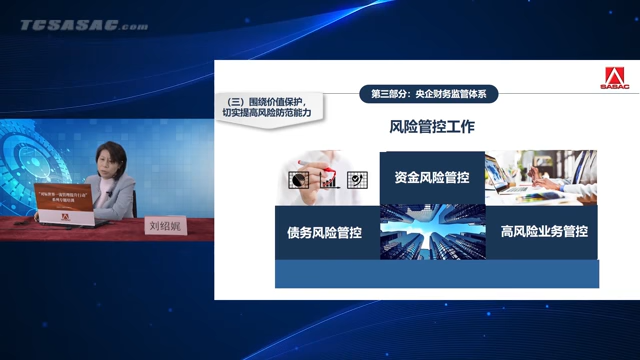 TCSASAC.com
第三部分：央企财务监管体系
SASAC
（三）围绕价值保护，
切实提高风险防范能力
风险管控工作
资金风险管控
债务风险管控
高风险业务管控
刘绍娓